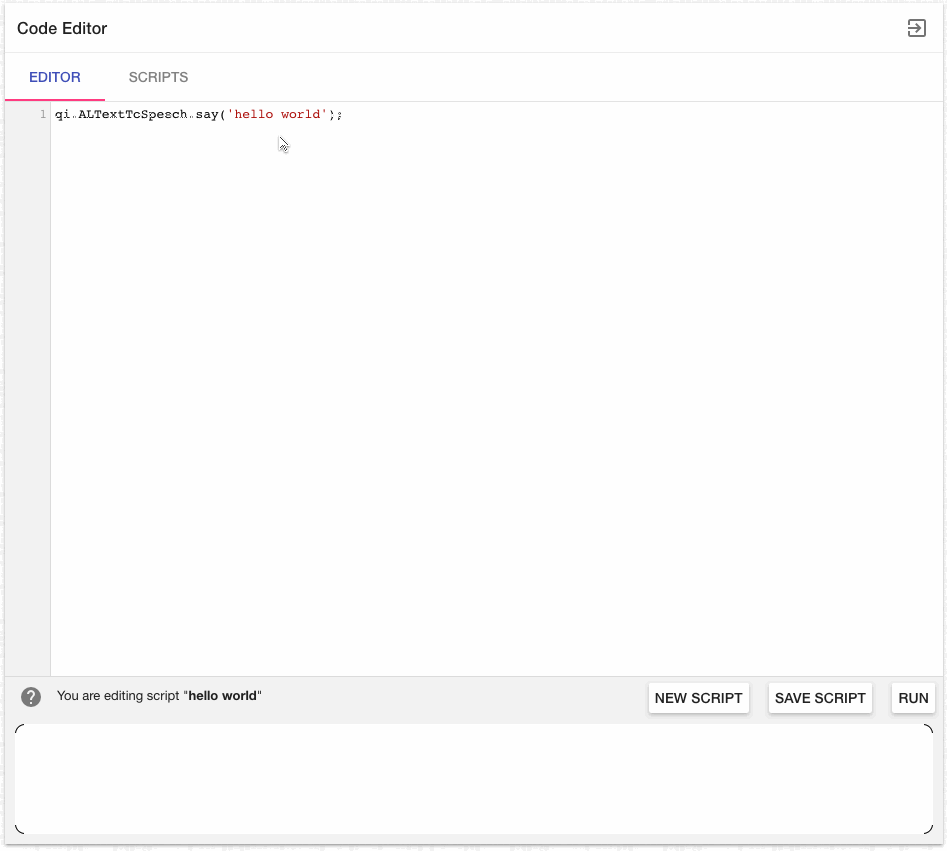 Code Editor
EDITOR SCRIPTS
1 qi.ALTextToSpeech.say('hello world');
? You are editing script "hello world" NEW SCRIPT SAVE SCRIPT RUN